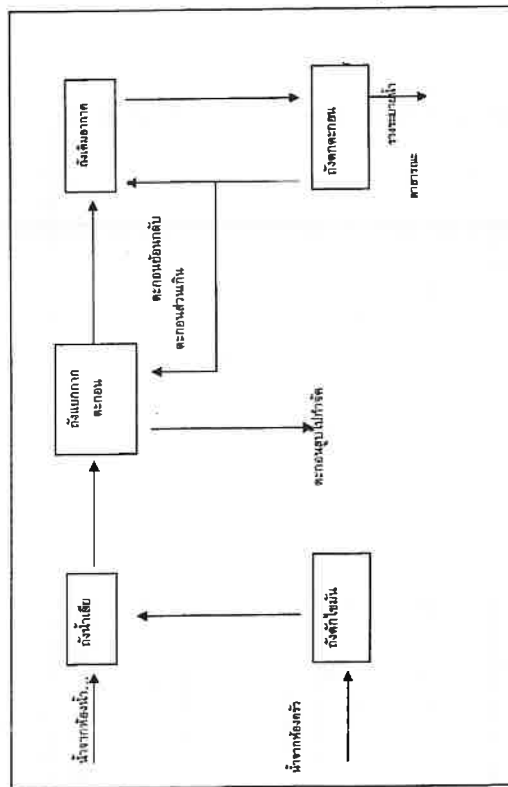 น้ำจากห้องน้ำ...
ถังน้ำเสีย
ถังแยกกาก
ตะกอน
ถังเติมอากาศ
ตะกอนย้อนกลับ
ตะกอนส่วนเกิน
น้ำจากห้องครัว
ถังดักไขมัน
ตะกอนสูบไปกำจัด
ถังตกตะกอน
รางระบายน้ำ
สาธารณะ